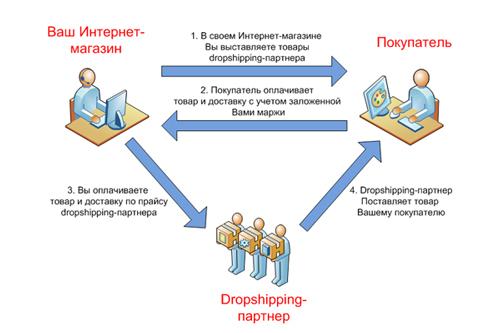 Ваш Интернет-
магазин
1. В своем Интернет-магазине
Вы выставляете товары
dropshipping-партнера
Покупатель
2. Покупатель оплачивает
товар и доставку с учетом заложенной
Вами маржи
3. Вы оплачиваете
товар и доставку по прайсу
dropshipping-партнера
4. Dropshipping-партнер
Поставляет товар
Вашему покупателю
Dropshipping-
партнер